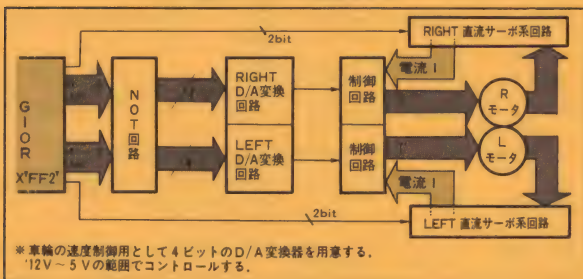 RIGHT 直流サーボ系回路
2bit
電流 I
GIOR
X'FF2'
NOT回路
RIGHT
D/A変換
回路
制御
回路
R
モータ
LEFT
D/A変換
回路
制御
回路
L
モータ
電流 I
2bit
LEFT 直流サーボ系回路
※車輪の速度制御用として4ビットのD/A変換器を用意する。
'12V~5Vの範囲でコントロールする。